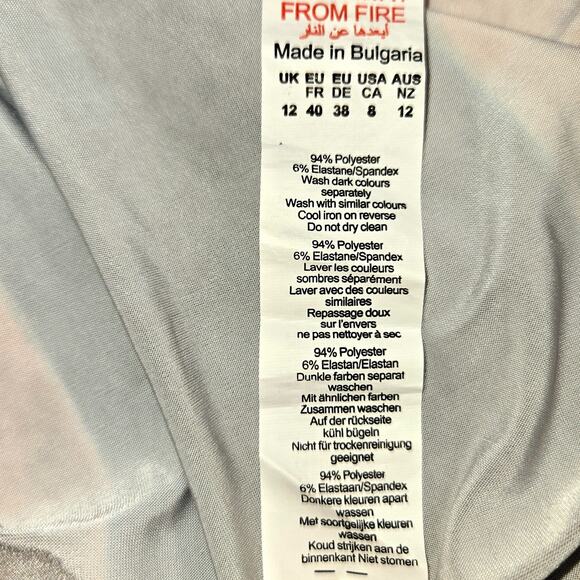 FROM FIRE
أبعدها عن النار
Made in Bulgaria
UK EU EU USA AUS
FR DE CA NZ
12 40 38 8 12
94% Polyester
6% Elastane/Spandex
Wash dark colours
separately
Wash with similar colours
Cool iron on reverse
Do not dry clean
94% Polyester
6% Elastane/Spandex
Laver les couleurs
sombres séparément
Laver avec des couleurs
similaires
Repassage doux
sur l'envers
ne pas nettoyer à sec
94% Polyester
6% Elastan/Elastan
Dunkle farben separat
waschen
Mit ähnlichen farben
Zusammen waschen
Auf der rückseite
kühl bügeln
Nicht für trockenreinigung
geeignet
94% Polyester
6% Elastaan/Spandex
Donkere kleuren apart
wassen
Met soortgelijke kleuren
wassen
Koud strijken aan de
binnenkant Niet stomen